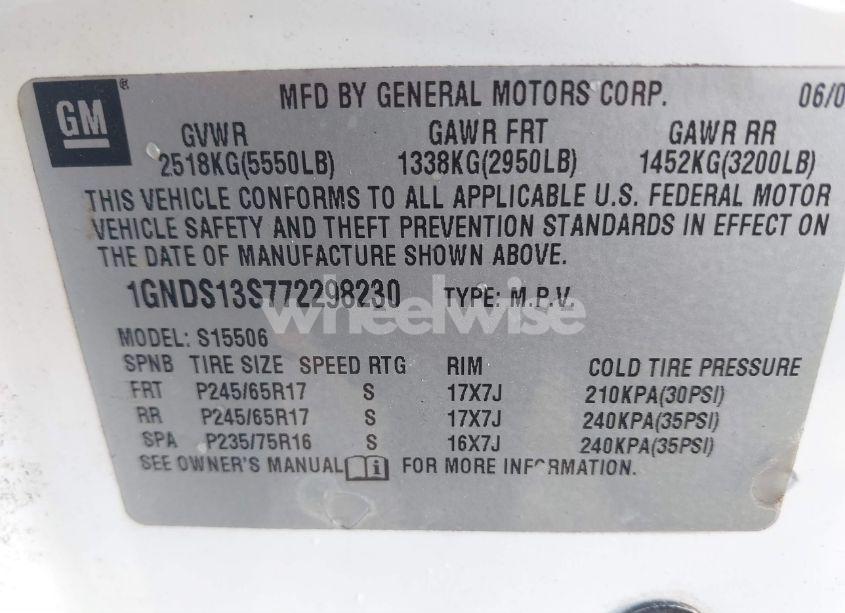 GM ®
MFD BY GENERAL MOTORS CORP. 06/0
GVWR GAWR FRT GAWR RR
2518KG(5550LB) 1338KG(2950LB) 1452KG(3200LB)
THIS VEHICLE CONFORMS TO ALL APPLICABLE U.S. FEDERAL MOTOR
VEHICLE SAFETY AND THEFT PREVENTION STANDARDS IN EFFECT ON
THE DATE OF MANUFACTURE SHOWN ABOVE.
1GNDS13S772298230 TYPE: M.P.V.
wheelwise
MODEL: S15506
SPNB TIRE SIZE SPEED RTG RIM COLD TIRE PRESSURE
FRT P245/65R17 S 17X7J 210KPA(30PSI)
RR P245/65R17 S 17X7J 240KPA(35PSI)
SPA P235/75R16 S 16X7J 240KPA(35PSI)
SEE OWNER'S MANUAL FOR MORE INFORMATION.